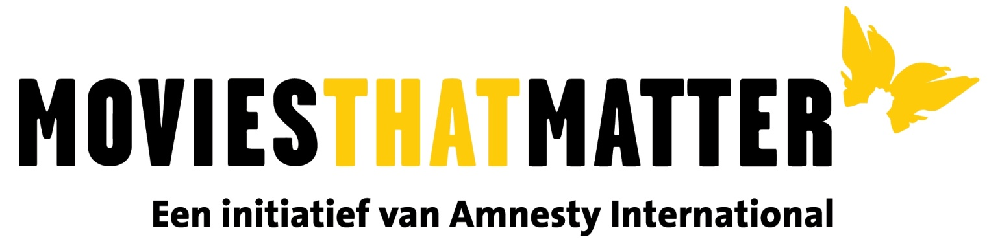 MOVIESTHATMATTER
Een initiatief van Amnesty International